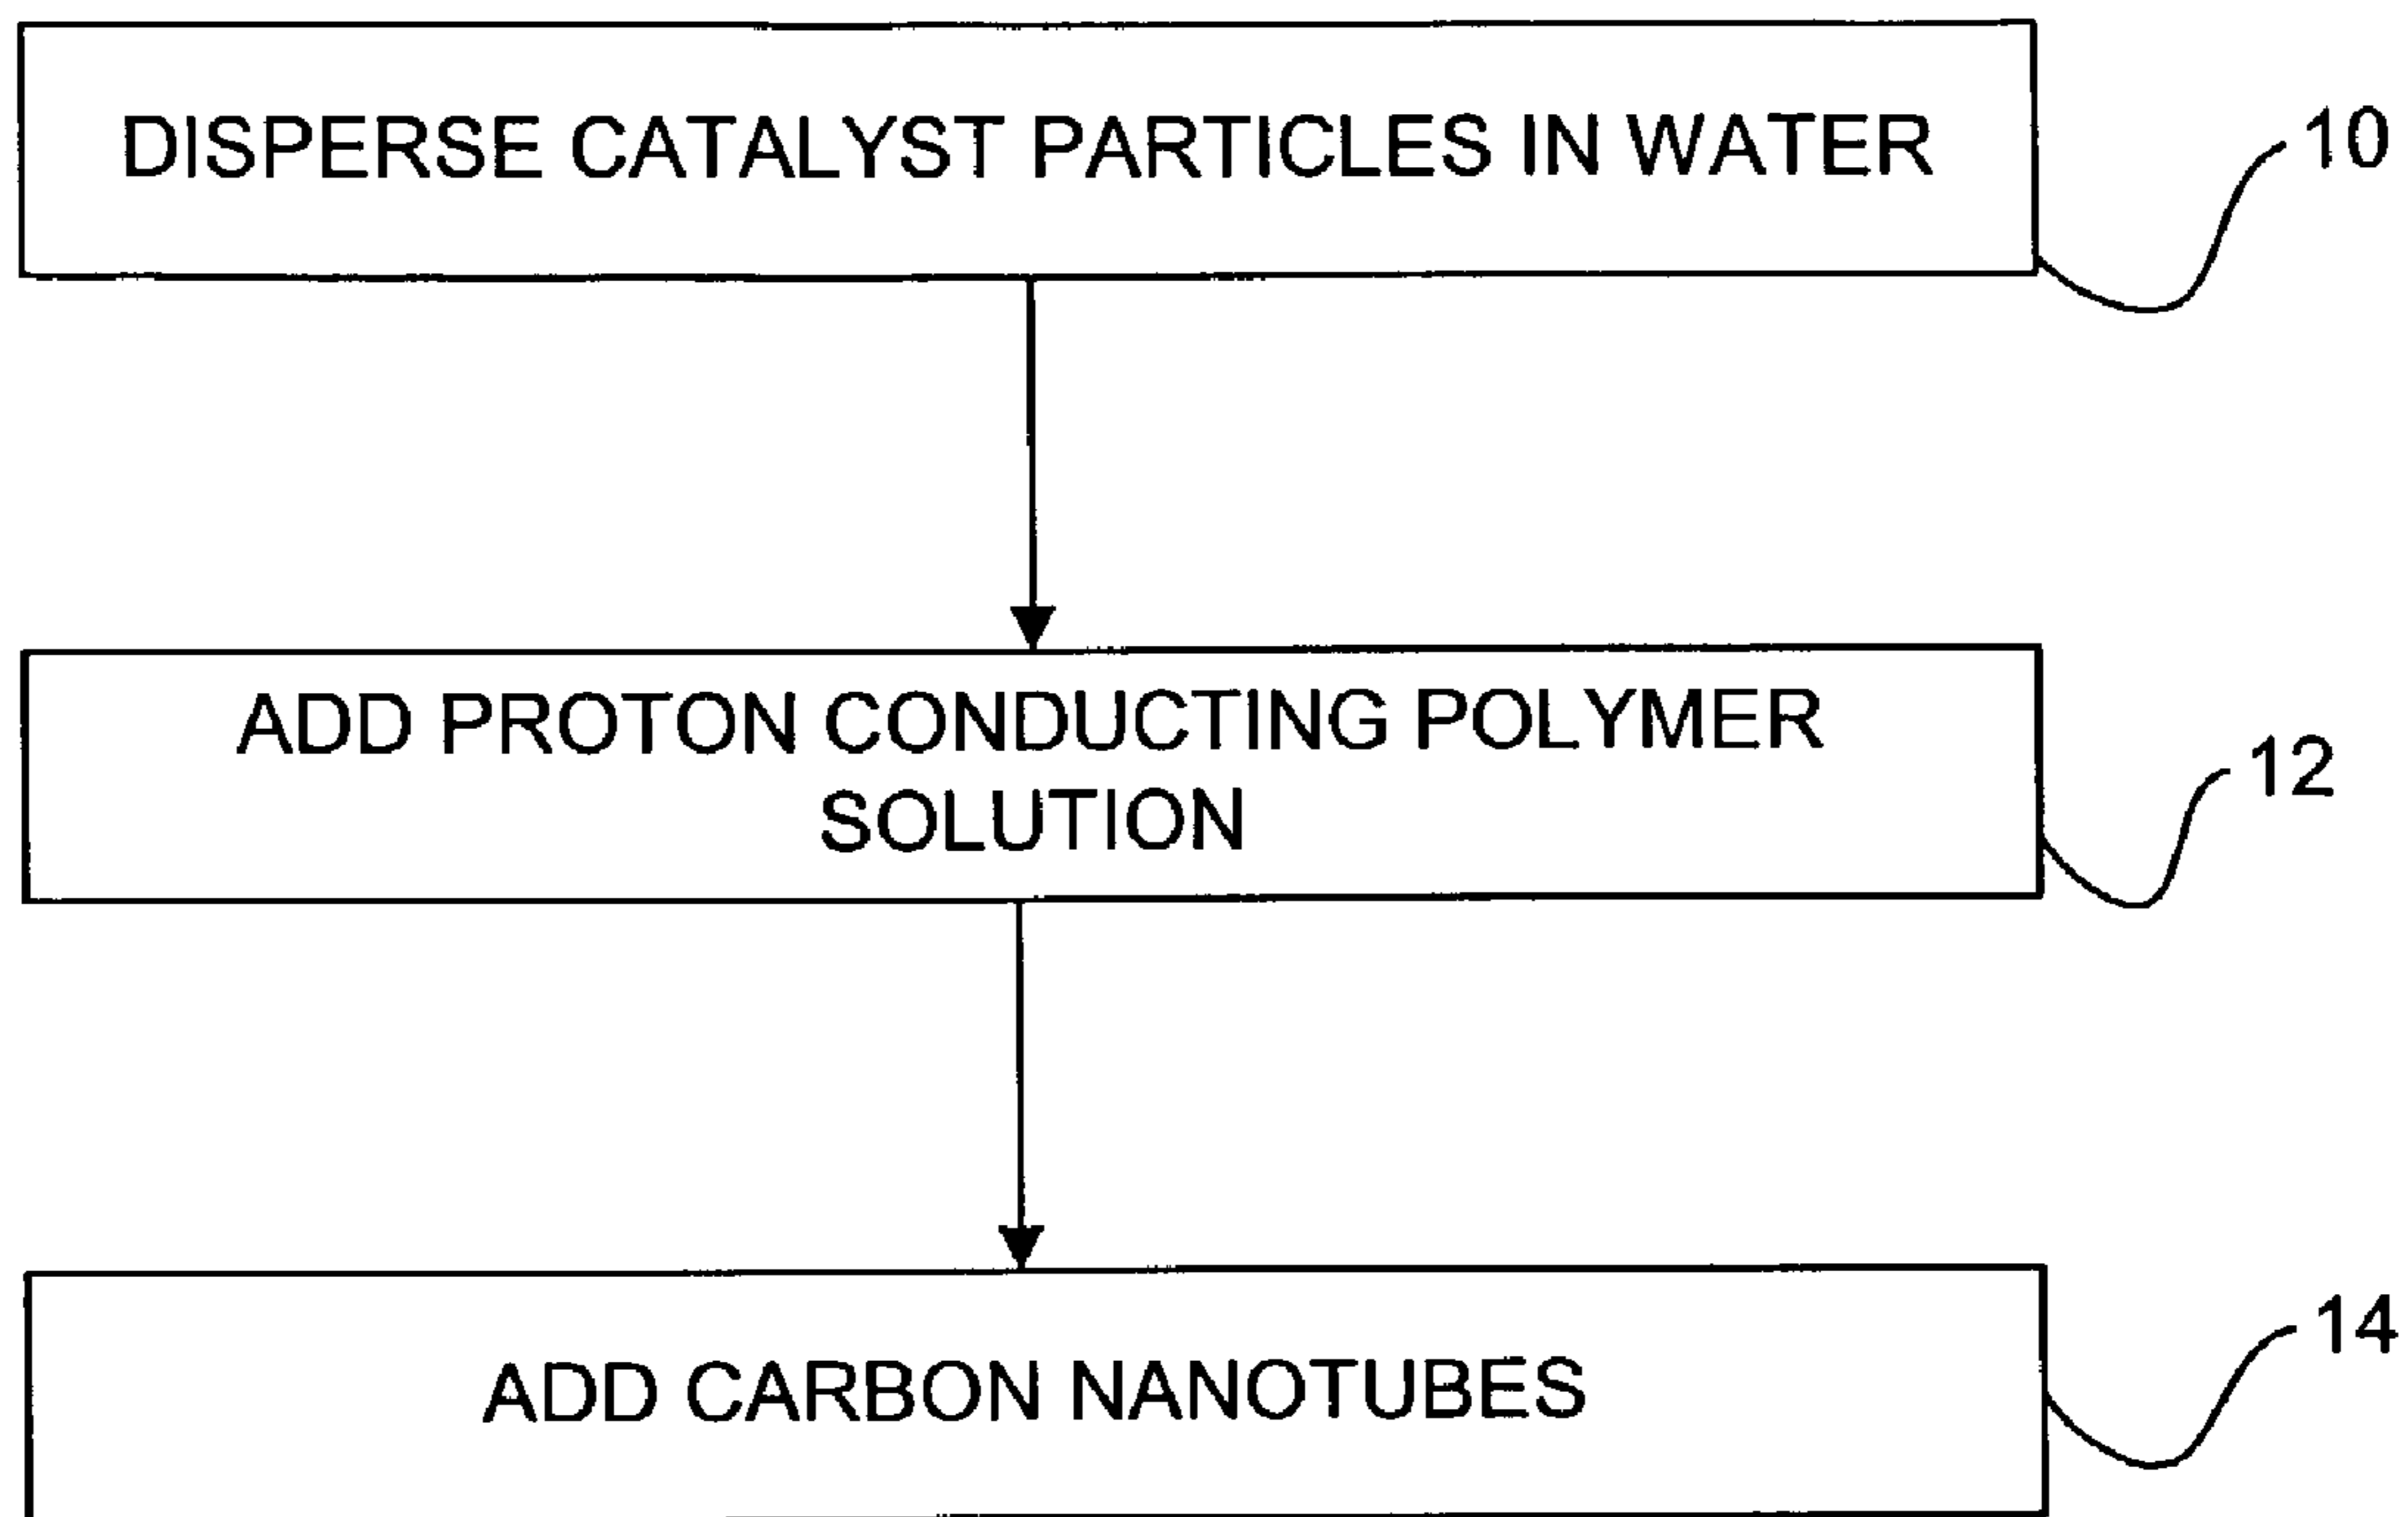 DISPERSE CATALYST PARTICLES IN WATER
10
ADD PROTON CONDUCTING POLYMER
SOLUTION
12
ADD CARBON NANOTUBES
14